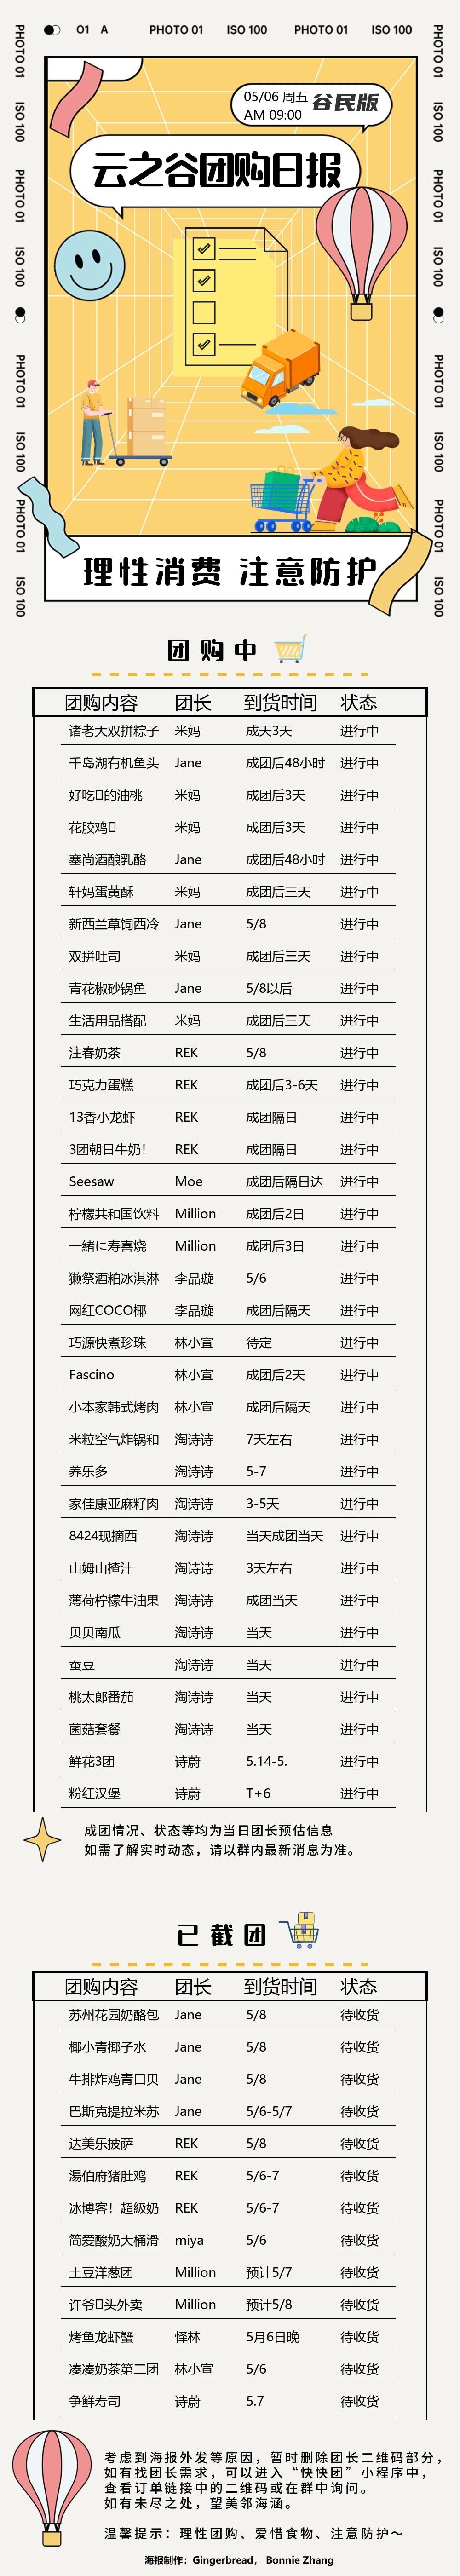 O1 A PHOTO 01 ISO 100 PHOTO 01 ISO 100
PHOTO 01 ISO 100 PHOTO 01 ISO 100 PHOTO 01 ISO 100 PHOTO 01 ISO 100
PHOTO 01 ISO 100 PHOTO 01 ISO 100 PHOTO 01 ISO 100 PHOTO 01 ISO 100
05/06 周五 谷民版
AM 09:00
云之谷团购日报
理性消费 注意防护
团购中
团购内容 团长 到货时间 状态
诸老大双拼粽子 米妈 成天3天 进行中
千岛湖有机鱼头 Jane 成团后48小时 进行中
好吃▯的油桃 米妈 成团后3天 进行中
花胶鸡▯ 米妈 成团后3天 进行中
塞尚酒酿乳酪 Jane 成团后48小时 进行中
轩妈蛋黄酥 米妈 成团后三天 进行中
新西兰草饲西冷 Jane 5/8 进行中
双拼吐司 米妈 成团后三天 进行中
青花椒砂锅鱼 Jane 5/8以后 进行中
生活用品搭配 米妈 成团后三天 进行中
注春奶茶 REK 5/8 进行中
巧克力蛋糕 REK 成团后3-6天 进行中
13香小龙虾 REK 成团隔日 进行中
3团朝日牛奶！ REK 成团隔日 进行中
Seesaw Moe 成团后隔日达 进行中
柠檬共和国饮料 Million 成团后2日 进行中
一緒に寿喜烧 Million 成团后3日 进行中
獭祭酒粕冰淇淋 李品璇 5/6 进行中
网红COCO椰 李品璇 成团后隔天 进行中
巧源快煮珍珠 林小宣 待定 进行中
Fascino 林小宣 成团后2天 进行中
小本家韩式烤肉 林小宣 成团后隔天 进行中
米粒空气炸锅和 淘诗诗 7天左右 进行中
养乐多 淘诗诗 5-7 进行中
家佳康亚麻籽肉 淘诗诗 3-5天 进行中
8424现摘西 淘诗诗 当天成团当天 进行中
山姆山楂汁 淘诗诗 3天左右 进行中
薄荷柠檬牛油果 淘诗诗 成团当天 进行中
贝贝南瓜 淘诗诗 当天 进行中
蚕豆 淘诗诗 当天 进行中
桃太郎番茄 淘诗诗 当天 进行中
菌菇套餐 淘诗诗 当天 进行中
鲜花3团 诗蔚 5.14-5. 进行中
粉红汉堡 诗蔚 T+6 进行中
成团情况、状态等均为当日团长预估信息
如需了解实时动态，请以群内最新消息为准。
已截团
团购内容 团长 到货时间 状态
苏州花园奶酪包 Jane 5/8 待收货
椰小青椰子水 Jane 5/8 待收货
牛排炸鸡青口贝 Jane 5/8 待收货
巴斯克提拉米苏 Jane 5/6-5/7 待收货
达美乐披萨 REK 5/8 待收货
湯伯府猪肚鸡 REK 5/6-7 待收货
冰博客！超級奶 REK 5/6-7 待收货
简爱酸奶大桶滑 miya 5/6 待收货
土豆洋葱团 Million 预计5/7 待收货
许爷▯头外卖 Million 预计5/8 待收货
烤鱼龙虾蟹 怿林 5月6日晚 待收货
凑凑奶茶第二团 林小宣 5/6 待收货
争鲜寿司 诗蔚 5.7 待收货
考虑到海报外发等原因，暂时删除团长二维码部分，
如有找团长需求，可以进入“快快团”小程序中，
查看订单链接中的二维码或在群中询问。
如有未尽之处，望美邻海涵。
温馨提示：理性团购、爱惜食物、注意防护～
海报制作：Gingerbread， Bonnie Zhang